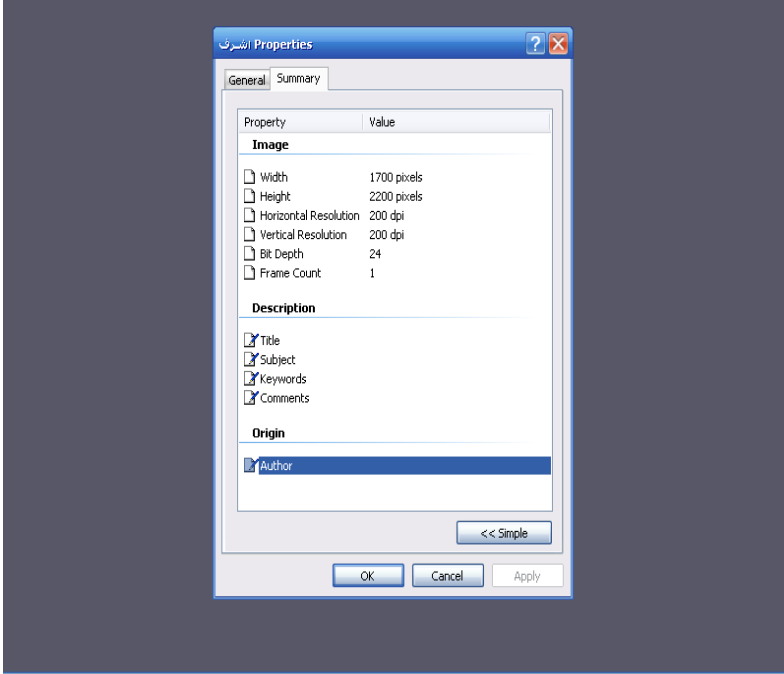 اشرف Properties
General Summary
Property Value
Image
Width 1700 pixels
Height 2200 pixels
Horizontal Resolution 200 dpi
Vertical Resolution 200 dpi
Bit Depth 24
Frame Count 1
Description
Title
Subject
Keywords
Comments
Origin
Author
<< Simple
OK Cancel Apply